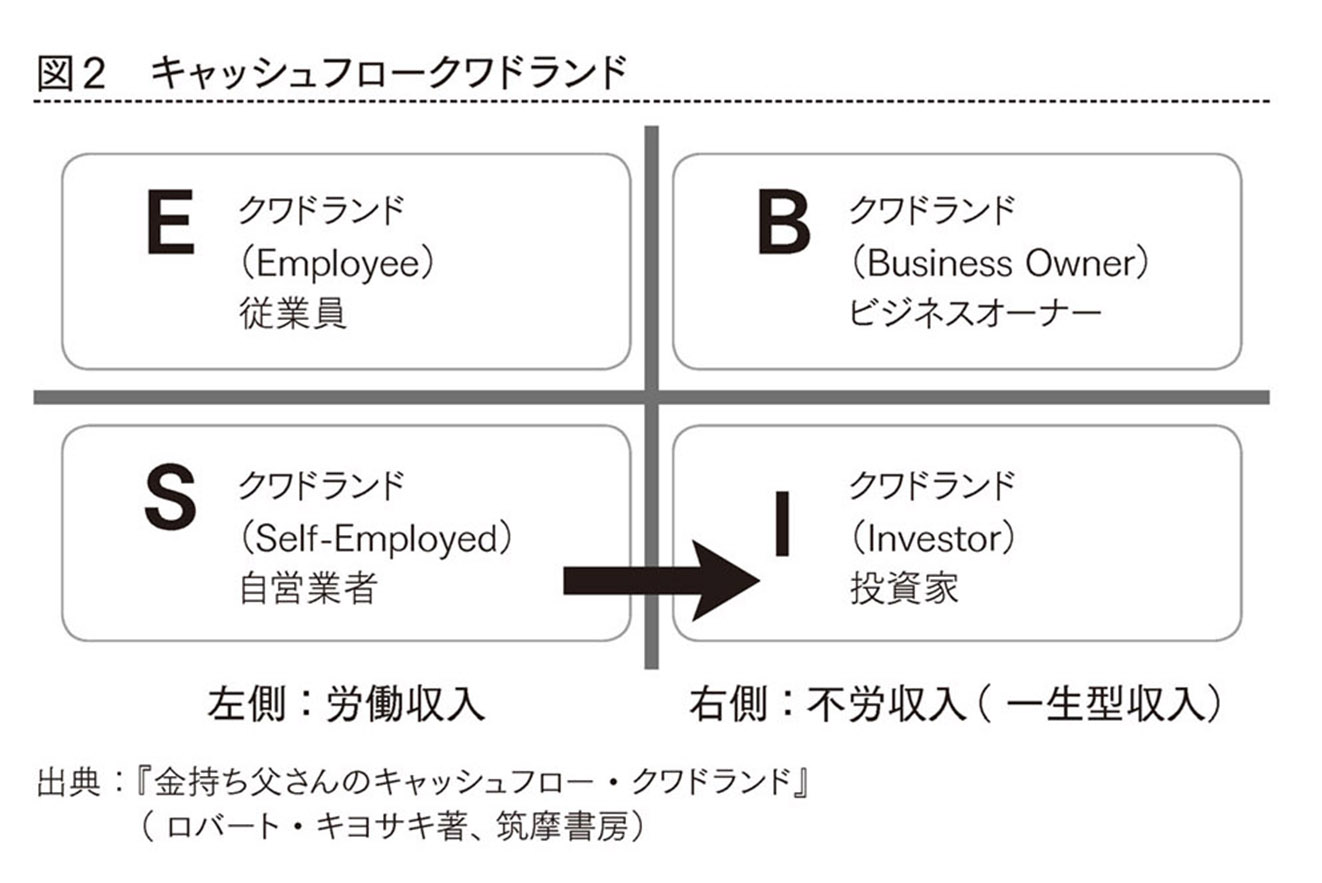 図2　キャッシュフロークワドランド
E
クワドランド
（Employee）
従業員
B
クワドランド
（Business Owner）
ビジネスオーナー
S
クワドランド
（Self-Employed）
自営業者
I
クワドランド
（Investor）
投資家
左側：労働収入
右側：不労収入（ 一生型収入）
出典：『金持ち父さんのキャッシュフロー・クワドランド』
（ ロバート・キヨサキ著、筑摩書房）